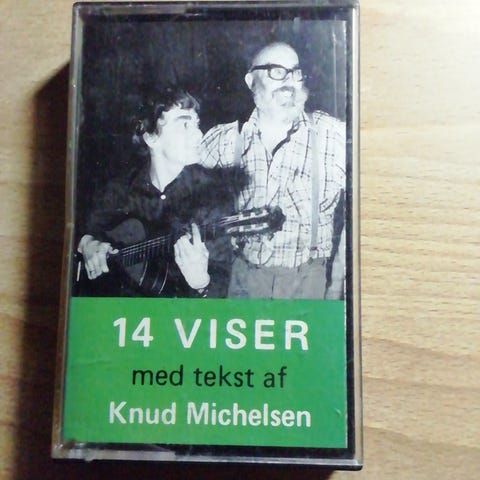 14 VISER
med tekst af
Knud Michelsen